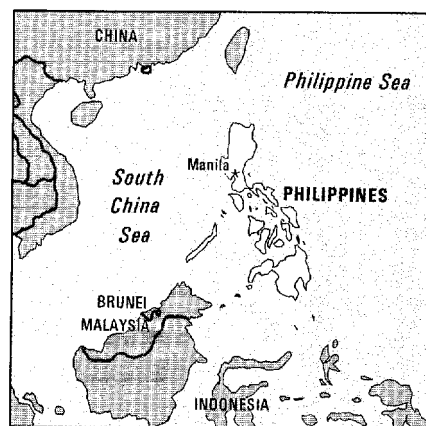 CHINA
Philippine Sea
Manila
South
China
Sea
PHILIPPINES
BRUNEI
MALAYSIA
INDONESIA